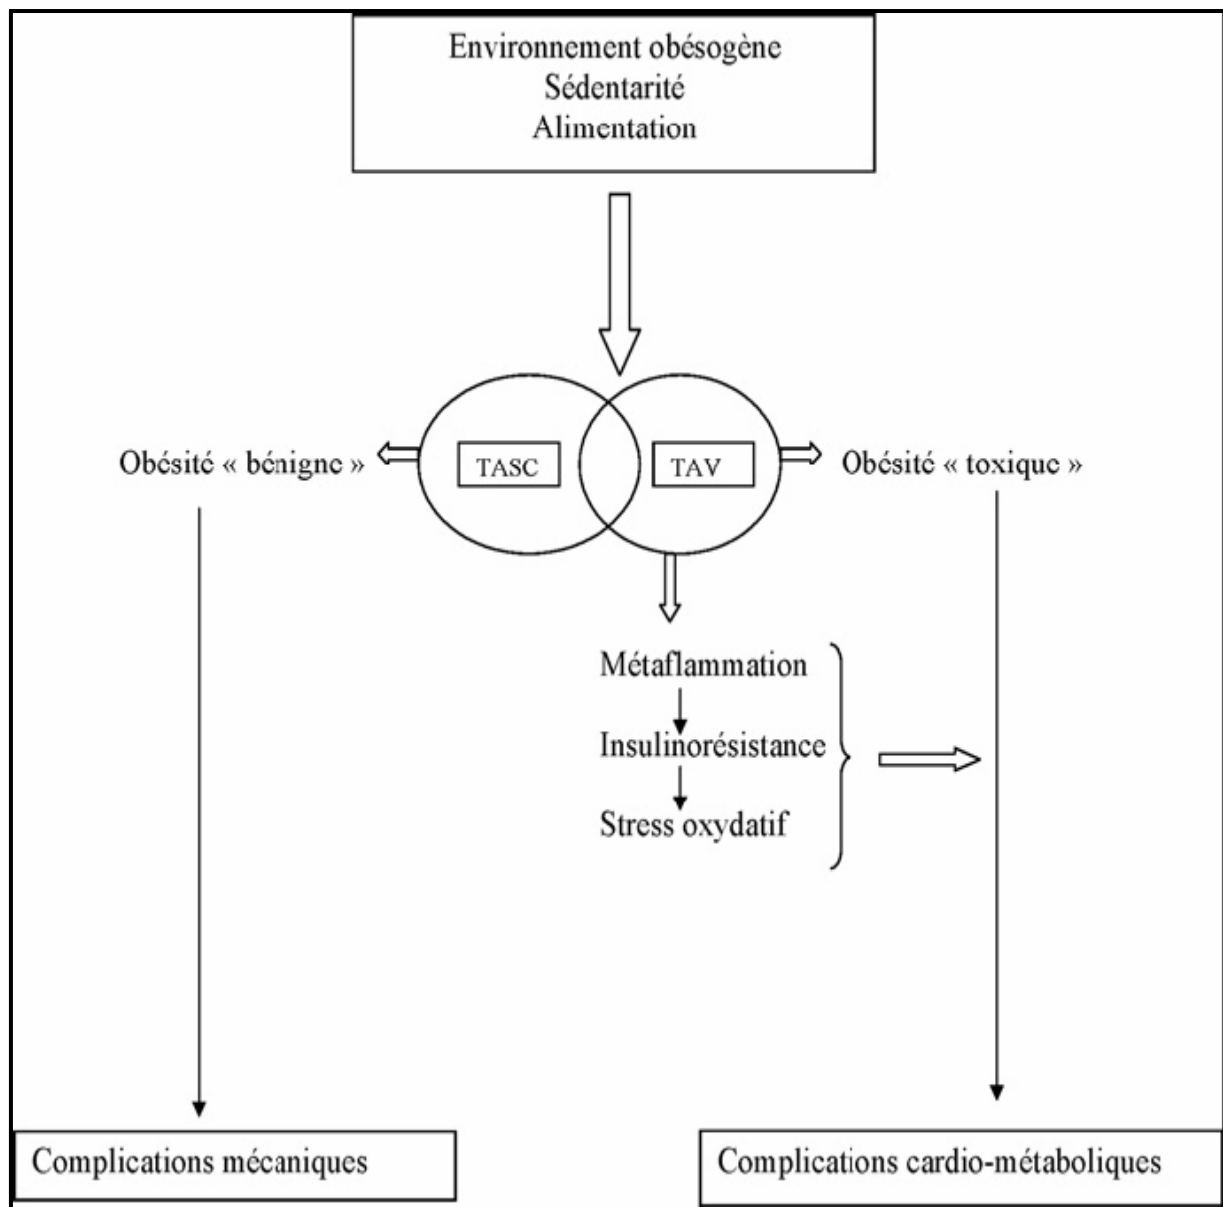 Environnement obésogène
Sédentarité
Alimentation
Obésité « bénigne »
TASC
TAV
Obésité « toxique »
Métaflammation
Insulinorésistance
Stress oxydatif
Complications mécaniques
Complications cardio-métaboliques